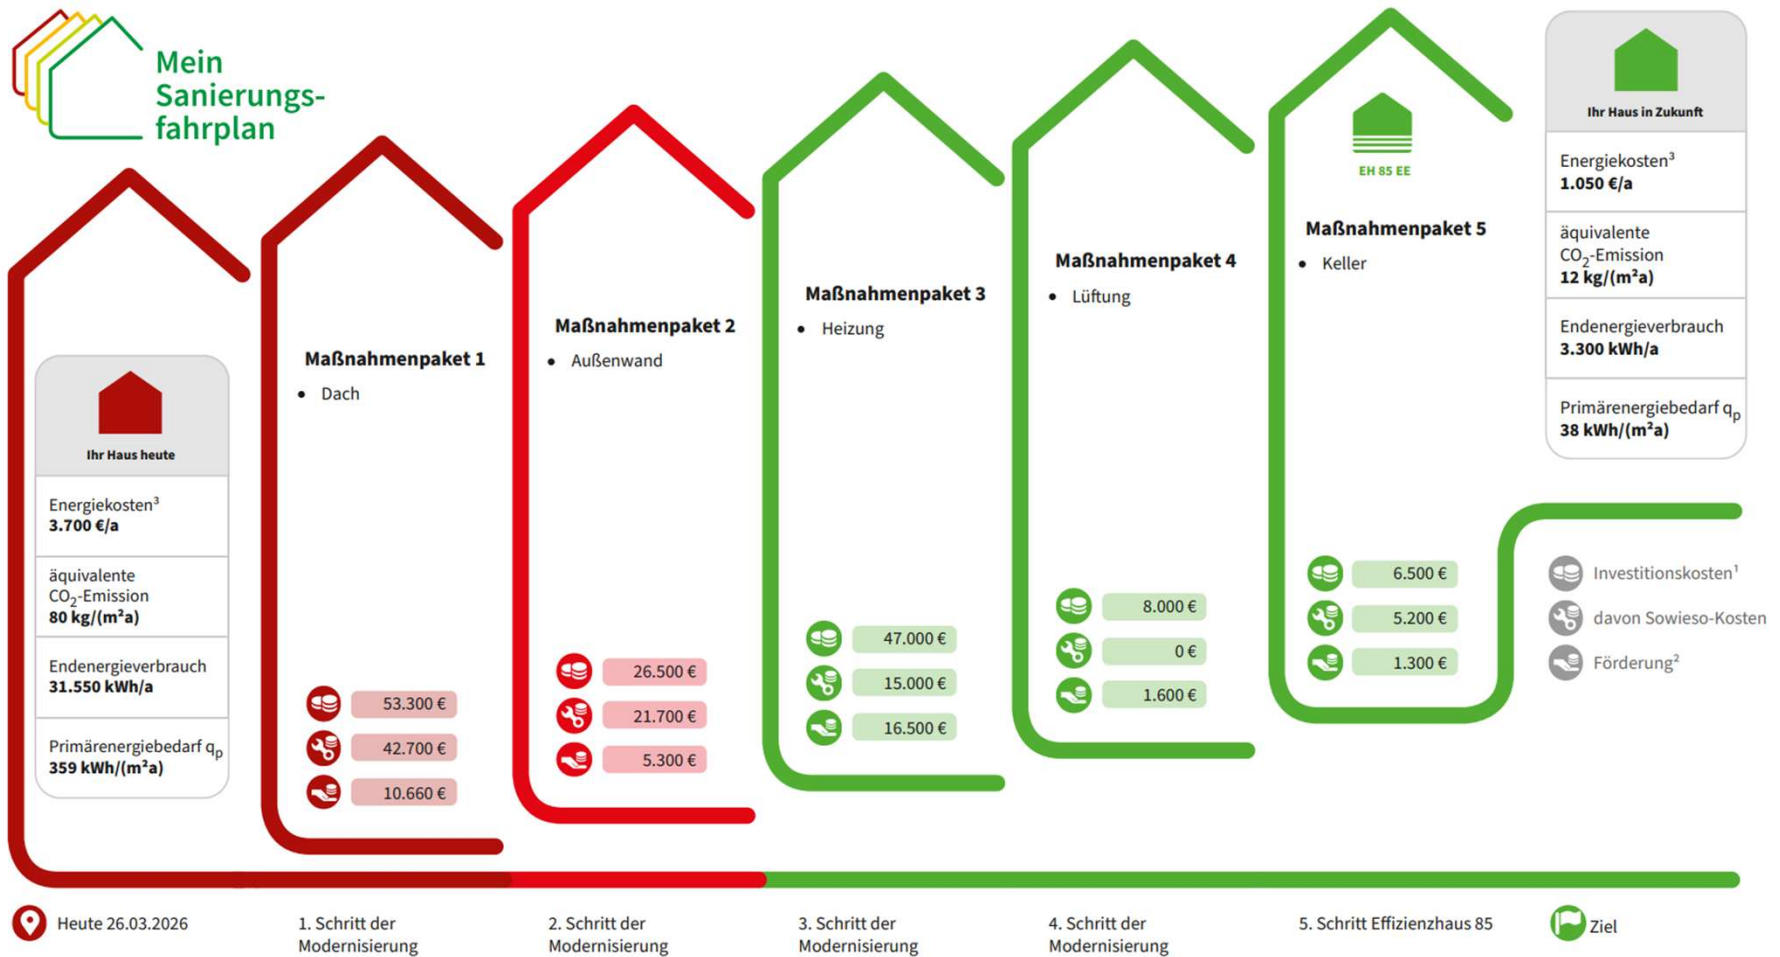 Mein
Sanierungs-
fahrplan
Ihr Haus heute
Energiekosten³
3.700 €/a
äquivalente
CO₂-Emission
80 kg/(m²a)
Endenergieverbrauch
31.550 kWh/a
Primärenergiebedarf qₚ
359 kWh/(m²a)
Maßnahmenpaket 1
• Dach
53.300 €
42.700 €
10.660 €
Maßnahmenpaket 2
• Außenwand
26.500 €
21.700 €
5.300 €
Maßnahmenpaket 3
• Heizung
47.000 €
15.000 €
16.500 €
Maßnahmenpaket 4
• Lüftung
8.000 €
0 €
1.600 €
EH 85 EE
Maßnahmenpaket 5
• Keller
6.500 €
5.200 €
1.300 €
Ihr Haus in Zukunft
Energiekosten³
1.050 €/a
äquivalente
CO₂-Emission
12 kg/(m²a)
Endenergieverbrauch
3.300 kWh/a
Primärenergiebedarf qₚ
38 kWh/(m²a)
Investitionskosten¹
davon Sowieso-Kosten
Förderung²
Heute 26.03.2026
1. Schritt der
Modernisierung
2. Schritt der
Modernisierung
3. Schritt der
Modernisierung
4. Schritt der
Modernisierung
5. Schritt Effizienzhaus 85
Ziel